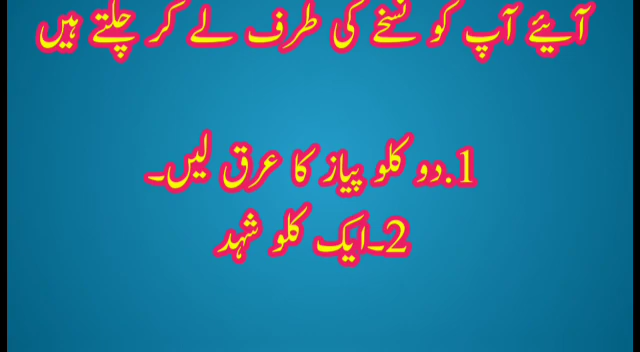 آیئے آپ کو نسخے کی طرف لے کر چلتے ہیں
1.دو کلو پیاز کا عرق لیں۔
2۔ایک کلو شہد